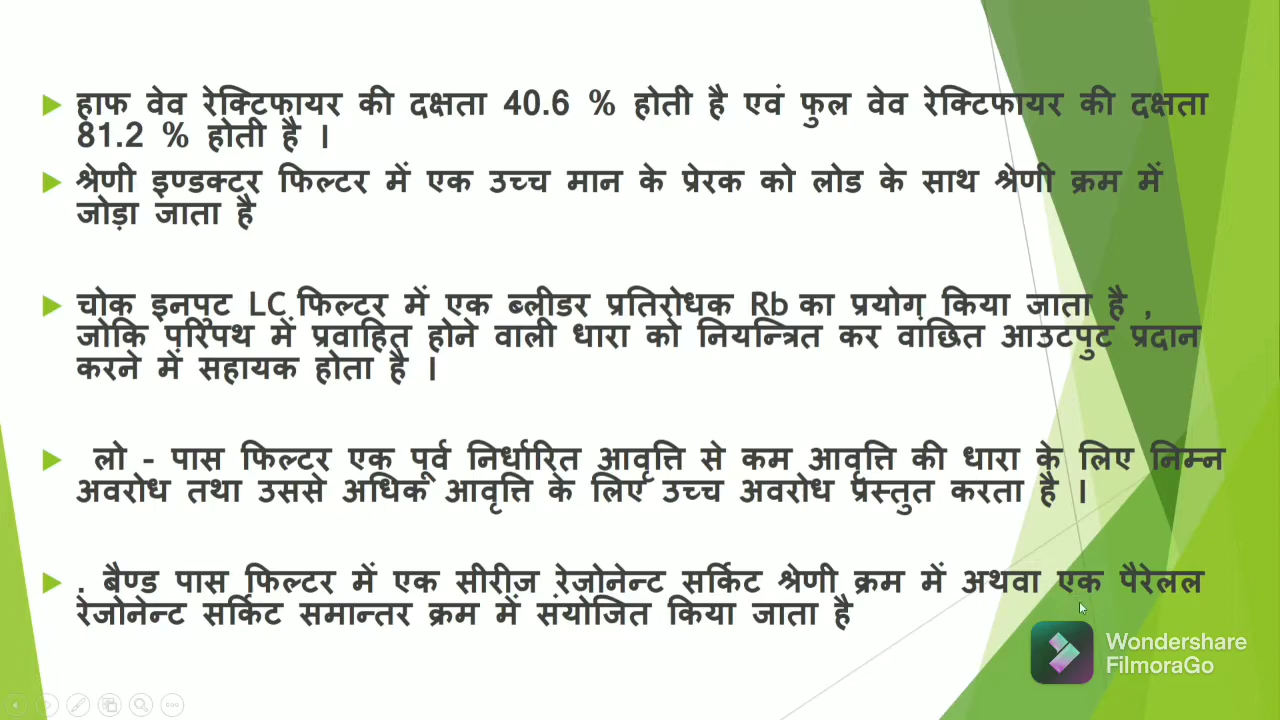 हाफ वेव रेक्टिफायर की दक्षता 40.6 % होती है एवं फुल वेव रेक्टिफायर की दक्षता
81.2 % होती है ।
श्रेणी इण्डक्टर फिल्टर में एक उच्च मान के प्रेरक को लोड के साथ श्रेणी क्रम में
जोड़ा जाता है
चोक इनपुट LC फिल्टर में एक ब्लीडर प्रतिरोधक Rb का प्रयोग किया जाता है ,
जोकि परिपथ में प्रवाहित होने वाली धारा को नियन्त्रित कर वांछित आउटपुट प्रदान
करने में सहायक होता है ।
लो - पास फिल्टर एक पूर्व निर्धारित आवृत्ति से कम आवृत्ति की धारा के लिए निम्न
अवरोध तथा उससे अधिक आवृत्ति के लिए उच्च अवरोध प्रस्तुत करता है ।
. बैण्ड पास फिल्टर में एक सीरीज़ रेजोनेन्ट सर्किट श्रेणी क्रम में अथवा एक पैरेलल
रेजोनेन्ट सर्किट समान्तर क्रम में संयोजित किया जाता है
Wondershare
FilmoraGo